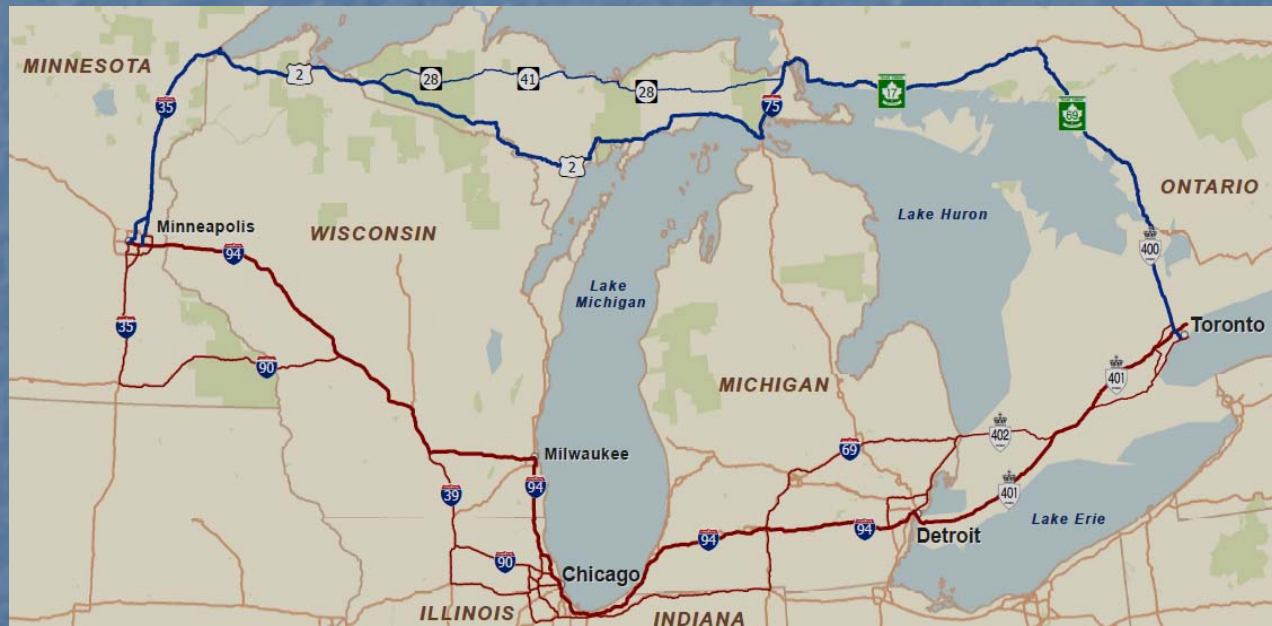 MINNESOTA
2
28
41
28
35
75
17
69
ONTARIO
Minneapolis
WISCONSIN
94
Lake Huron
400
Lake
Michigan
35
Toronto
90
MICHIGAN
401
402
69
Milwaukee
39
94
401
2
94
94
Detroit
Lake Erie
90
Chicago
ILLINOIS
INDIANA